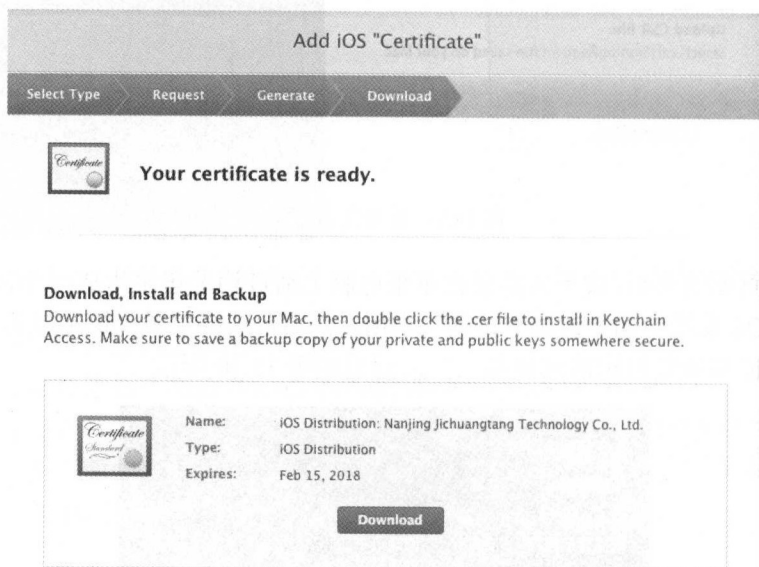 Add iOS "Certificate"
Select Type Request Generate Download
Certificate
Your certificate is ready.
Download, Install and Backup
Download your certificate to your Mac, then double click the .cer file to install in Keychain
Access. Make sure to save a backup copy of your private and public keys somewhere secure.
Certificate
Standard
Name: iOS Distribution: Nanjing Jichuangtang Technology Co., Ltd.
Type: iOS Distribution
Expires: Feb 15, 2018
Download